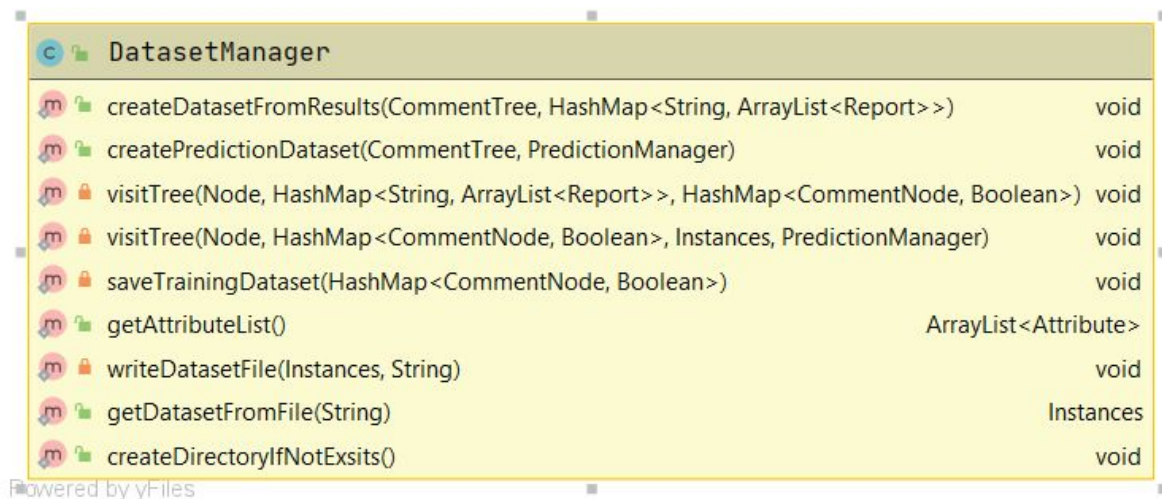 DatasetManager
createDatasetFromResults(CommentTree, HashMap<String, ArrayList<Report>>) void
createPredictionDataset(CommentTree, PredictionManager) void
visitTree(Node, HashMap<String, ArrayList<Report>>, HashMap<CommentNode, Boolean>) void
visitTree(Node, HashMap<CommentNode, Boolean>, Instances, PredictionManager) void
saveTrainingDataset(HashMap<CommentNode, Boolean>) void
getAttributeList() ArrayList<Attribute>
writeDatasetFile(Instances, String) void
getDatasetFromFile(String) Instances
createDirectoryIfNotExsits() void
Powered by yFiles